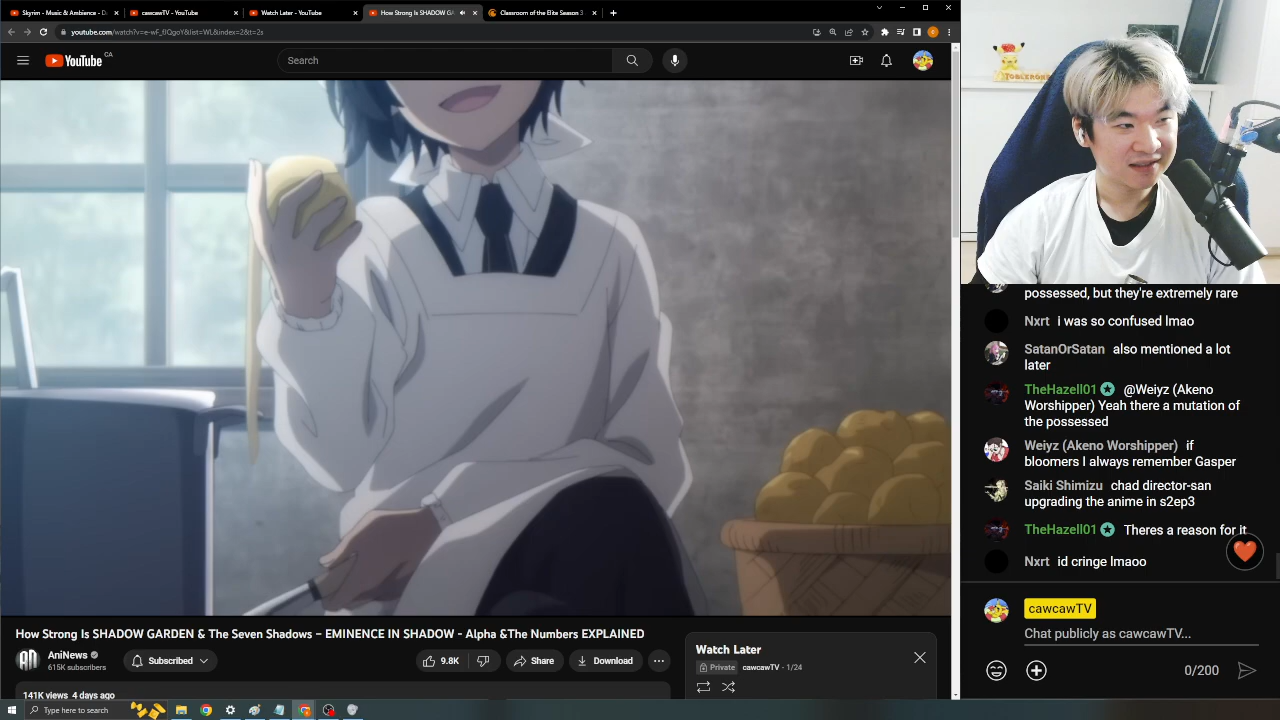 Skyrim - Music & Ambience - D
cawcawTV - YouTube
Watch Later - YouTube
How Strong Is SHADOW GA
Classroom of the Elite Season 3
youtube.com/watch?v=e-wF_fIQgoY&list=WL&index=2&t=2s
YouTube CA
Search
TOBLERONE
possessed, but they're extremely rare
Nxrt i was so confused lmao
SatanOrSatan also mentioned a lot
later
TheHazell01 @Weiyz (Akeno
Worshipper) Yeah there a mutation of
the possessed
Weiyz (Akeno Worshipper) if
bloomers I always remember Gasper
Saiki Shimizu chad director-san
upgrading the anime in s2ep3
TheHazell01 Theres a reason for it
Nxrt id cringe lmaoo
cawcawTV
Chat publicly as cawcawTV...
0/200
How Strong Is SHADOW GARDEN & The Seven Shadows – EMINENCE IN SHADOW - Alpha &The Numbers EXPLAINED
AniNews
615K subscribers
Subscribed
9.8K
Share
Download
141K views 4 days ago
Watch Later
Private cawcawTV - 1/24
Type here to search